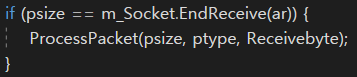 if (psize == m_Socket.EndReceive(ar)) {
    ProcessPacket(psize, ptype, Receivebyte);
}